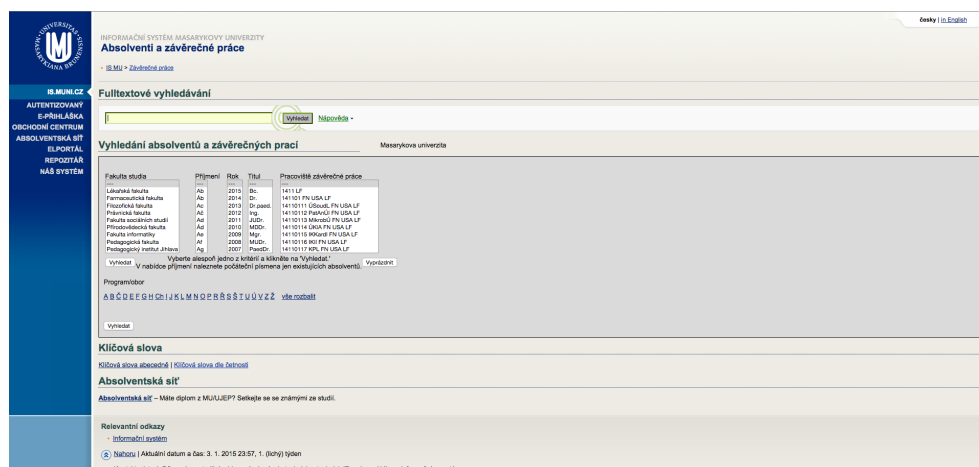 česky | in English
UNIVERSITAS
MASARYKIANA BRUNENSIS
INFORMAČNÍ SYSTÉM MASARYKOVY UNIVERZITY
Absolventi a závěrečné práce
IS MU > Závěrečné práce
IS.MUNI.CZ
AUTENTIZOVANÝ
E-PŘIHLÁŠKA
OBCHODNÍ CENTRUM
ABSOLVENTSKÁ SÍŤ
ELPORTÁL
REPOZITÁŘ
NÁŠ SYSTÉM
Fulltextové vyhledávání
Vyhledat Nápověda
Vyhledání absolventů a závěrečných prací Masarykova univerzita
Fakulta studia Příjmení Rok Titul Pracoviště závěrečné práce
--- --- --- --- ---
Lékařská fakulta Ab 2015 Bc. 1411 LF
Farmaceutická fakulta Áb 2014 Dr. 141101 FN USA LF
Filozofická fakulta Ac 2013 Dr.paed. 14110111 ÚSoudL FN USA LF
Právnická fakulta Ač 2012 Ing. 14110112 PatAnÚl FN USA LF
Fakulta sociálních studií Ad 2011 JUDr. 14110113 MikrobÚ FN USA LF
Přírodovědecká fakulta Ád 2010 MDDr. 14110114 ÚKIA FN USA LF
Fakulta informatiky Ae 2009 Mgr. 14110115 IKKardi FN USA LF
Pedagogická fakulta Af 2008 MUDr. 14110116 IKII FN USA LF
Pedagogický institut Jihlava Ag 2007 PaedDr. 14110117 KPL FN USA LF
Vyhledat Vyberte alespoň jedno z kritérií a klikněte na 'Vyhledat.'
V nabídce příjmení naleznete počáteční písmena jen existujících absolventů. Vyprázdnit
Program/obor
A B Č D E F G H Ch I J K L M N O P R Ř S Š T U Ú V Z Ž vše rozbalit
Vyhledat
Klíčová slova
Klíčová slova abecedně | Klíčová slova dle četnosti
Absolventská síť
Absolventská síť – Máte diplom z MU/UJEP? Setkejte se se známými ze studií.
Relevantní odkazy
Informační systém
Nahoru | Aktuální datum a čas: 3. 1. 2015 23:57, 1. (lichý) týden